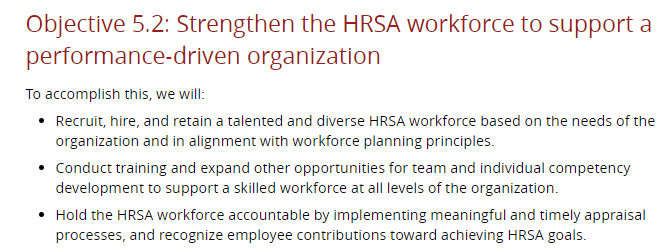 Objective 5.2: Strengthen the HRSA workforce to support a
performance-driven organization
To accomplish this, we will:
• Recruit, hire, and retain a talented and diverse HRSA workforce based on the needs of the
organization and in alignment with workforce planning principles.
• Conduct training and expand other opportunities for team and individual competency
development to support a skilled workforce at all levels of the organization.
• Hold the HRSA workforce accountable by implementing meaningful and timely appraisal
processes, and recognize employee contributions toward achieving HRSA goals.